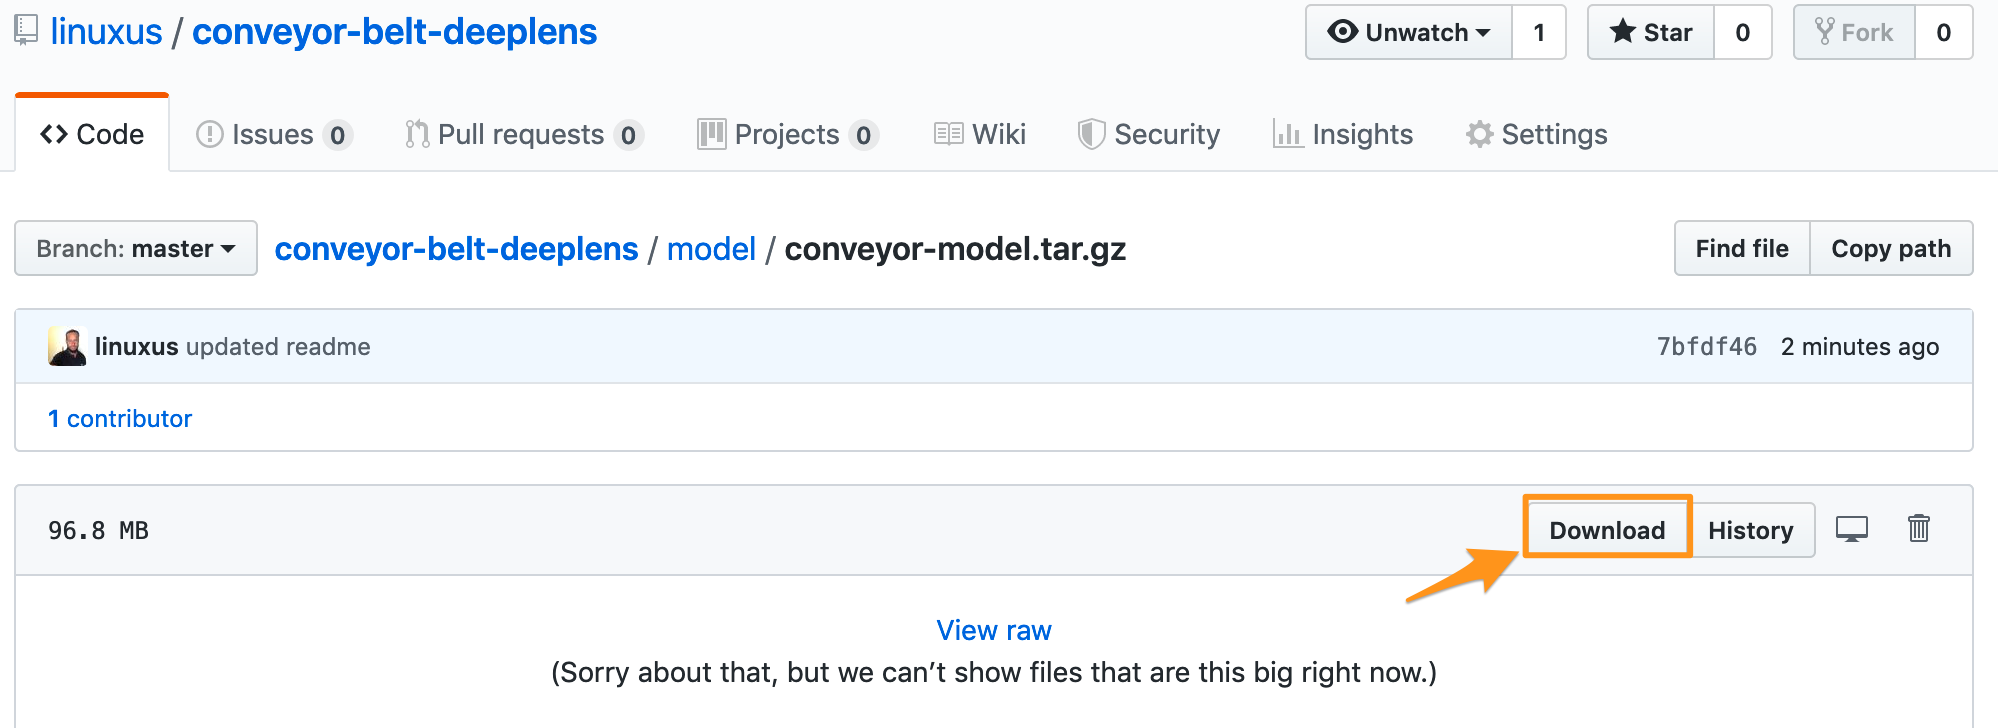 linuxus / conveyor-belt-deeplens Unwatch 1 Star 0 Fork 0
Code Issues 0 Pull requests 0 Projects 0 Wiki Security Insights Settings
Branch: master conveyor-belt-deeplens / model / conveyor-model.tar.gz Find file Copy path
linuxus updated readme 7bfdf46 2 minutes ago
1 contributor
96.8 MB Download History
View raw
(Sorry about that, but we can’t show files that are this big right now.)